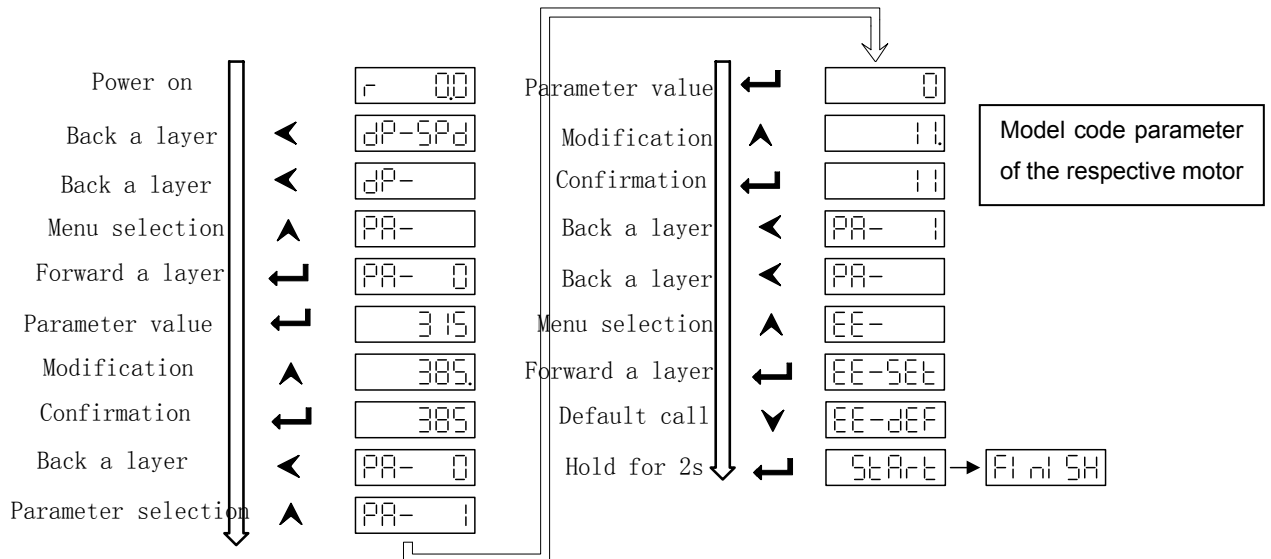 Power on r 0.0
Back a layer dP-SPd
Back a layer dP-
Menu selection PA-
Forward a layer PA- 0
Parameter value 315
Modification 385.
Confirmation 385
Back a layer PA- 0
Parameter selection PA- 1
Parameter value 0
Modification 11.
Confirmation 11
Back a layer PA- 1
Back a layer PA-
Menu selection EE-
Forward a layer EE-SEt
Default call EE-dEF
Hold for 2s StArt FInISH
Model code parameter
of the respective motor